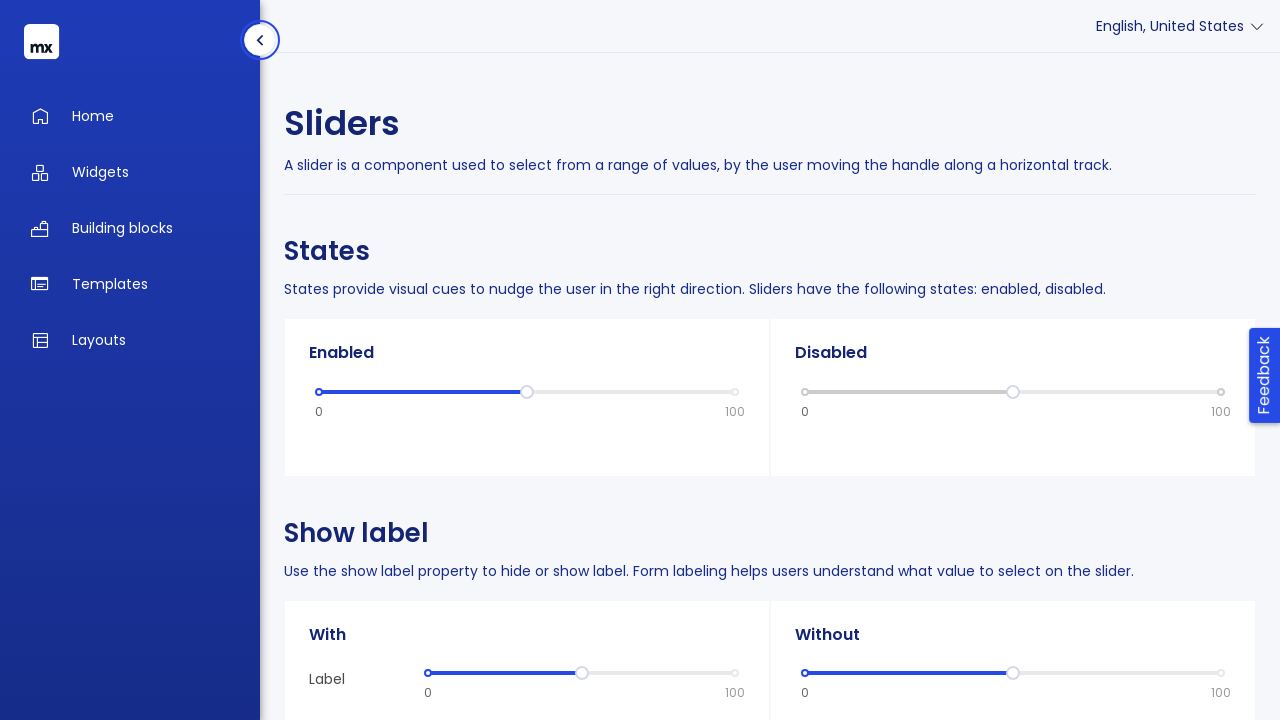 mx
English, United States
Home
Widgets
Building blocks
Templates
Layouts
Sliders
A slider is a component used to select from a range of values, by the user moving the handle along a horizontal track.
States
States provide visual cues to nudge the user in the right direction. Sliders have the following states: enabled, disabled.
Enabled
0 100
Disabled
0 100
Feedback
Show label
Use the show label property to hide or show label. Form labeling helps users understand what value to select on the slider.
With
Label
0 100
Without
0 100